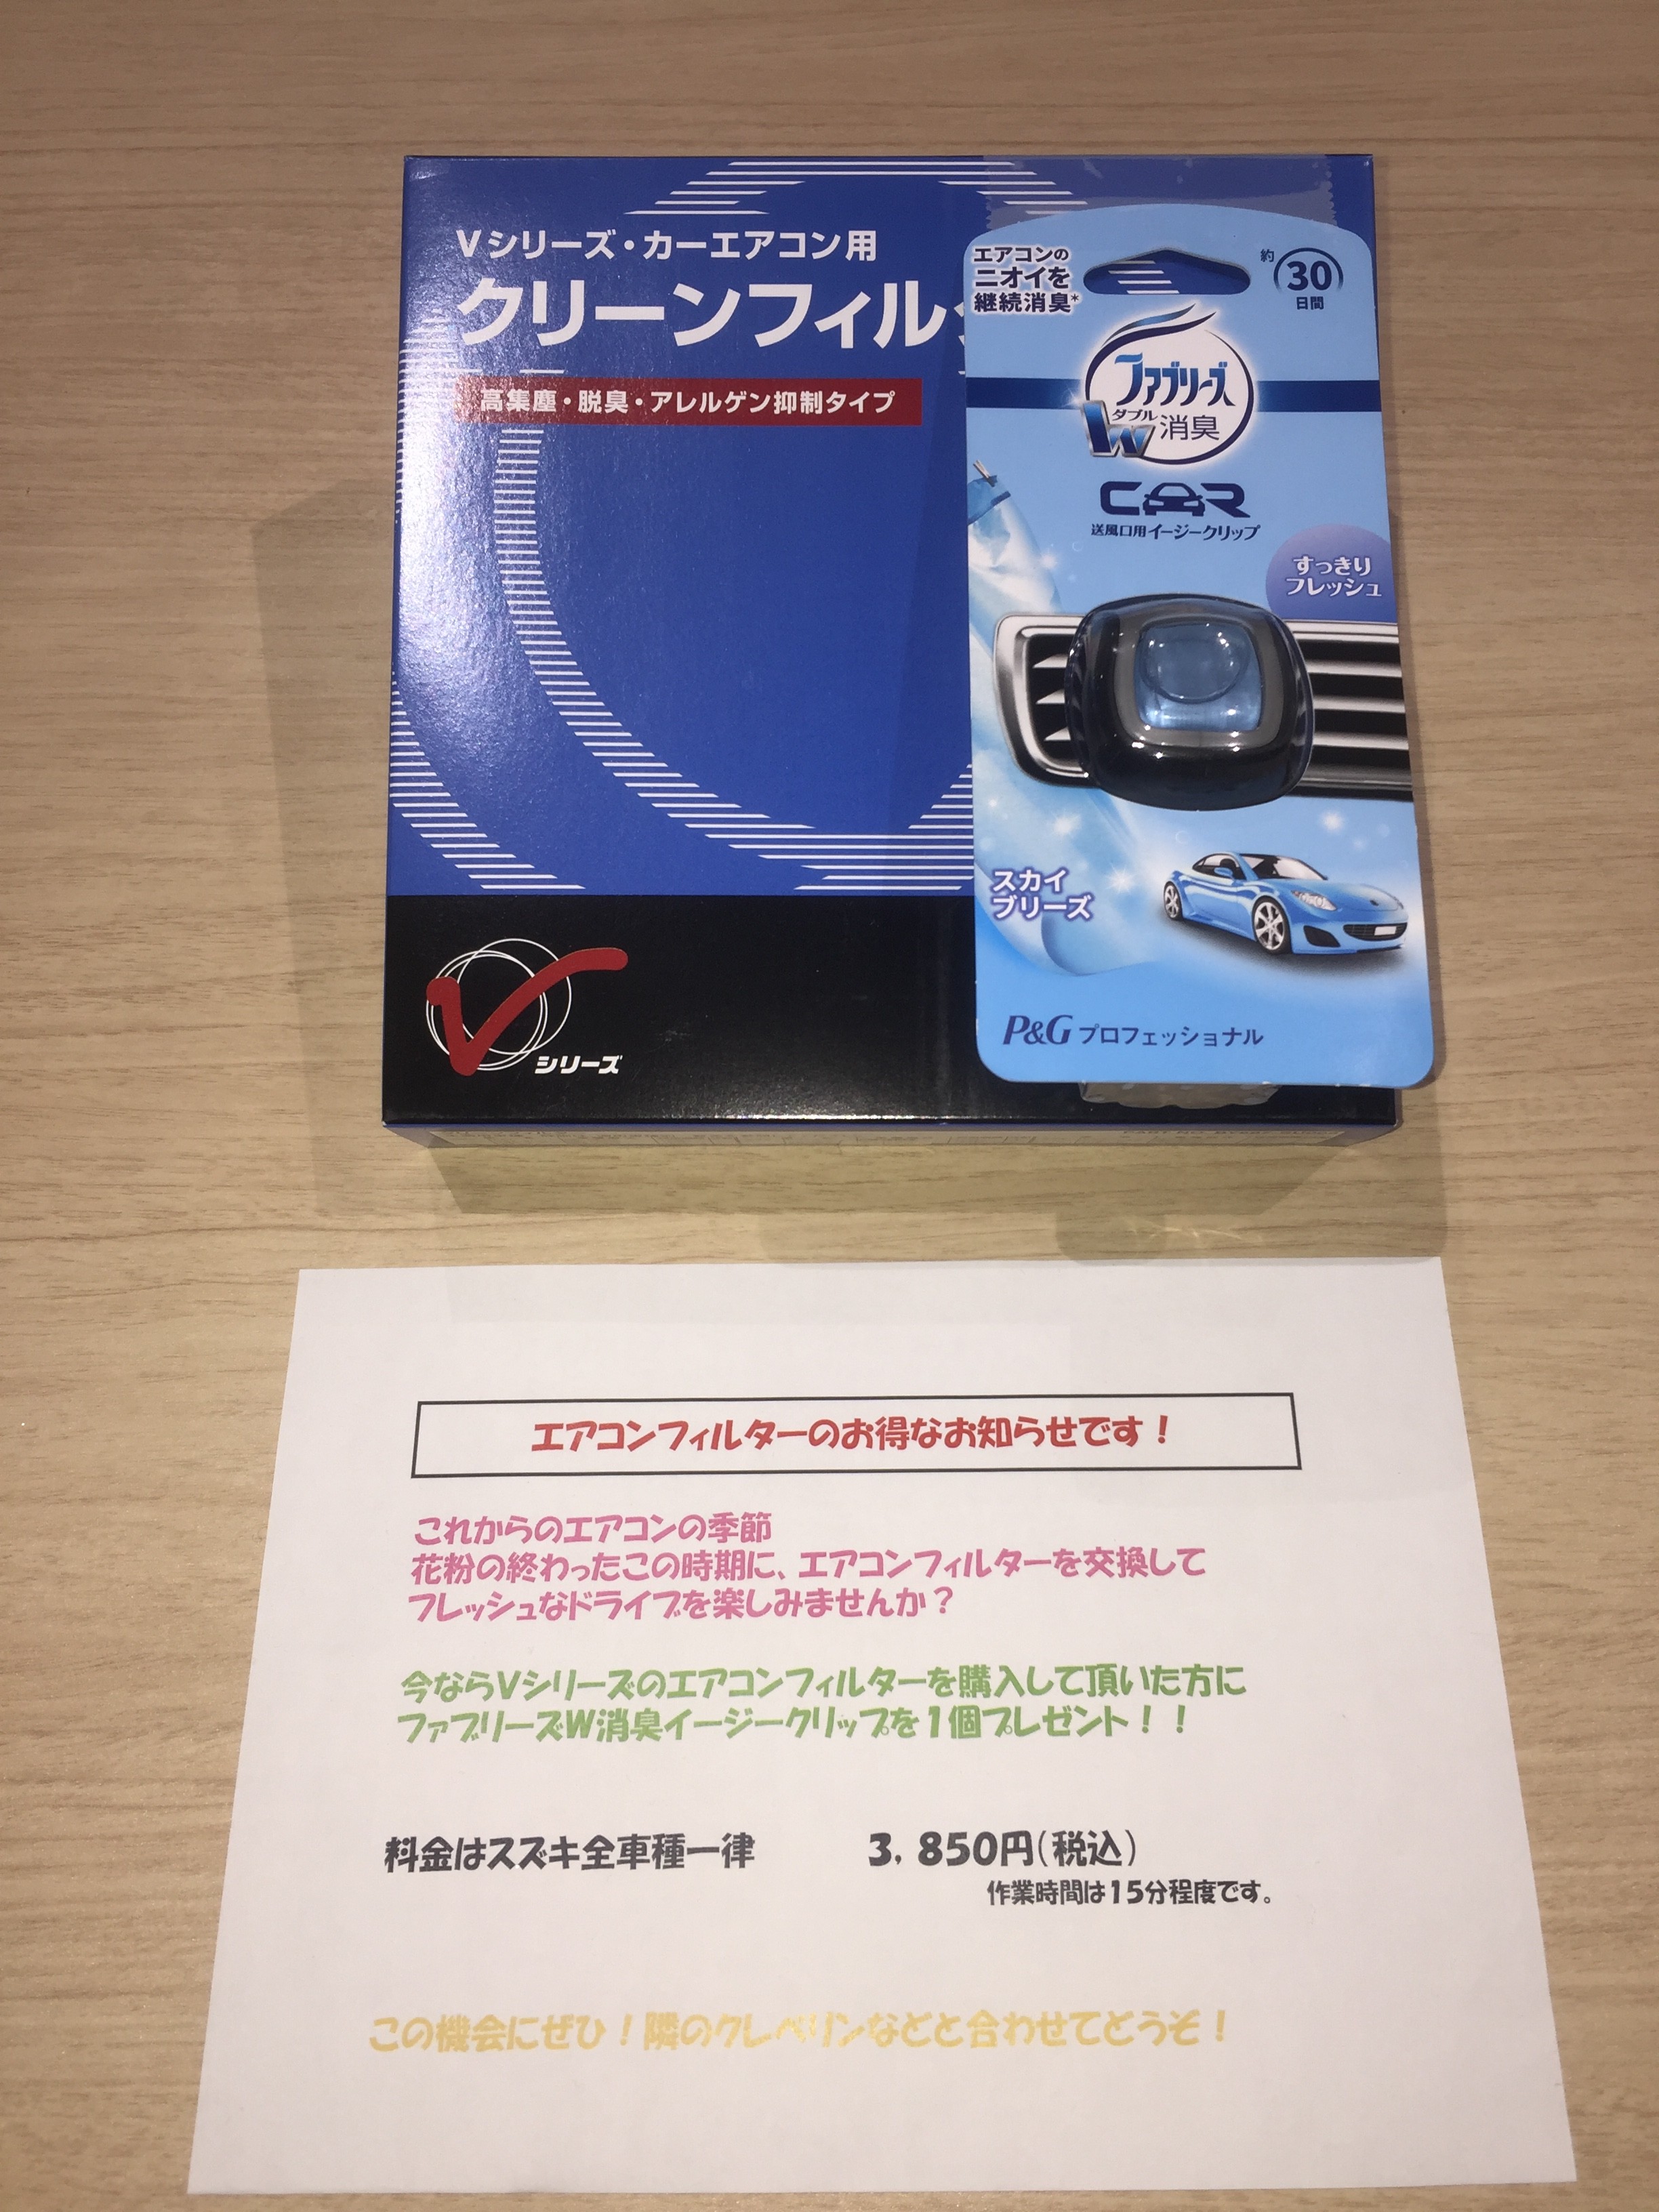 Vシリーズ・カーエアコン用
クリーンフィル
高集塵・脱臭・アレルゲン抑制タイプ
V
シリーズ
エアコンの
ニオイを
継続消臭*
約
30
日間
ファブリーズ
ダブル
W消臭
CAR
送風口用イージークリップ
すっきり
フレッシュ
スカイ
ブリーズ
P&G プロフェッショナル
エアコンフィルターのお得なお知らせです！
これからのエアコンの季節
花粉の終わったこの時期に、エアコンフィルターを交換して
フレッシュなドライブを楽しみませんか？
今ならVシリーズのエアコンフィルターを購入して頂いた方に
ファブリーズW消臭イージークリップを1個プレゼント！！
料金はスズキ全車種一律 3，850円(税込)
作業時間は15分程度です。
この機会にぜひ！隣のクレベリンなどと合わせてどうぞ！